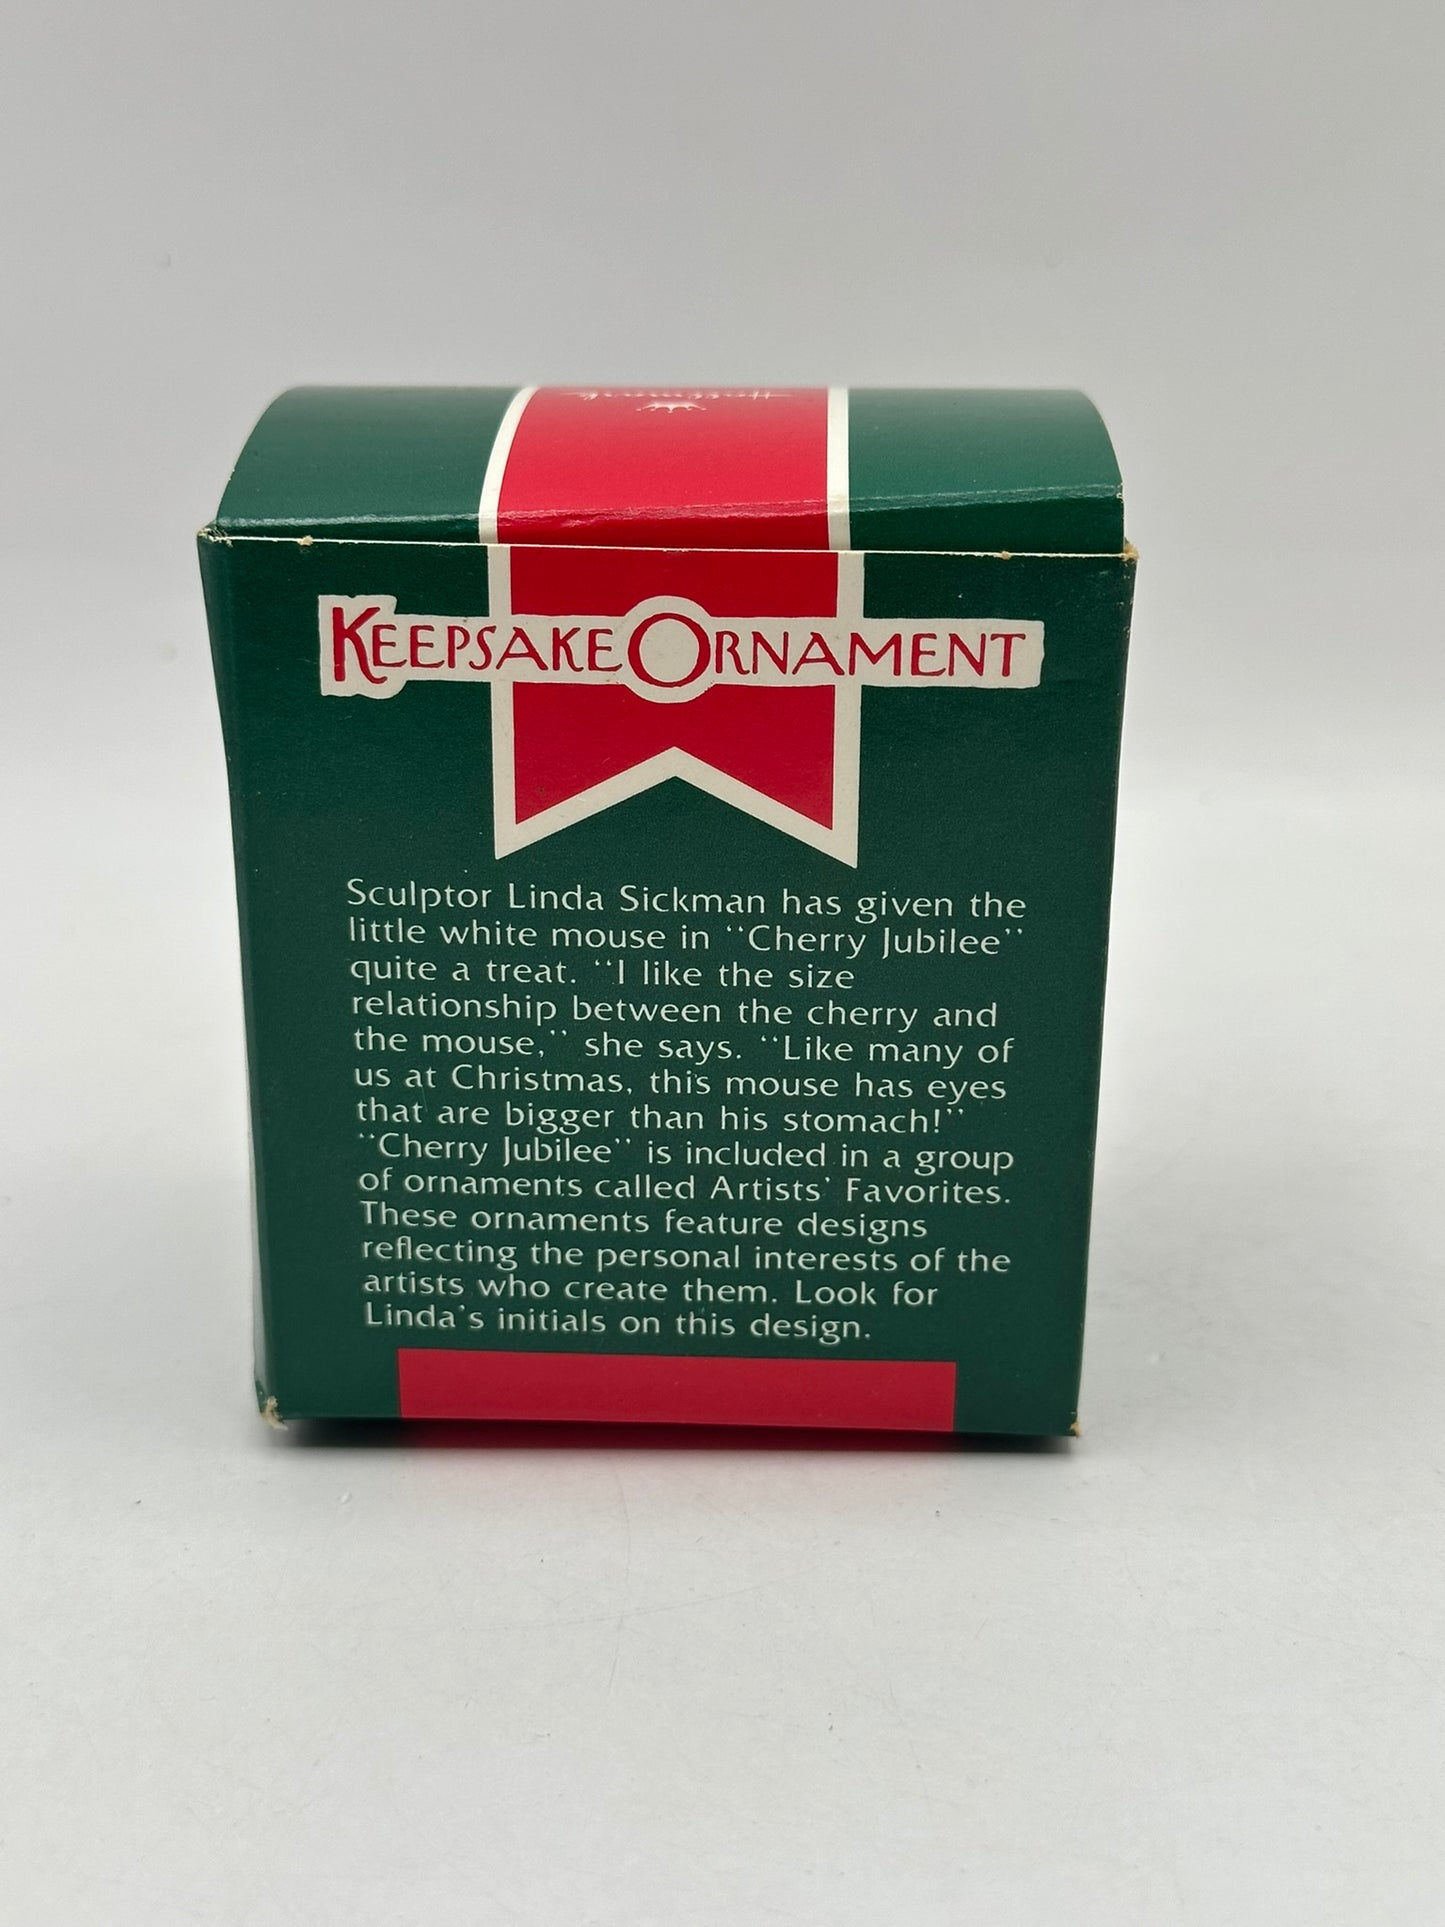 Hallmark
KEEPSAKE ORNAMENT
Sculptor Linda Sickman has given the
little white mouse in "Cherry Jubilee"
quite a treat. "I like the size
relationship between the cherry and
the mouse," she says. "Like many of
us at Christmas, this mouse has eyes
that are bigger than his stomach!"
"Cherry Jubilee" is included in a group
of ornaments called Artists' Favorites.
These ornaments feature designs
reflecting the personal interests of the
artists who create them. Look for
Linda's initials on this design.